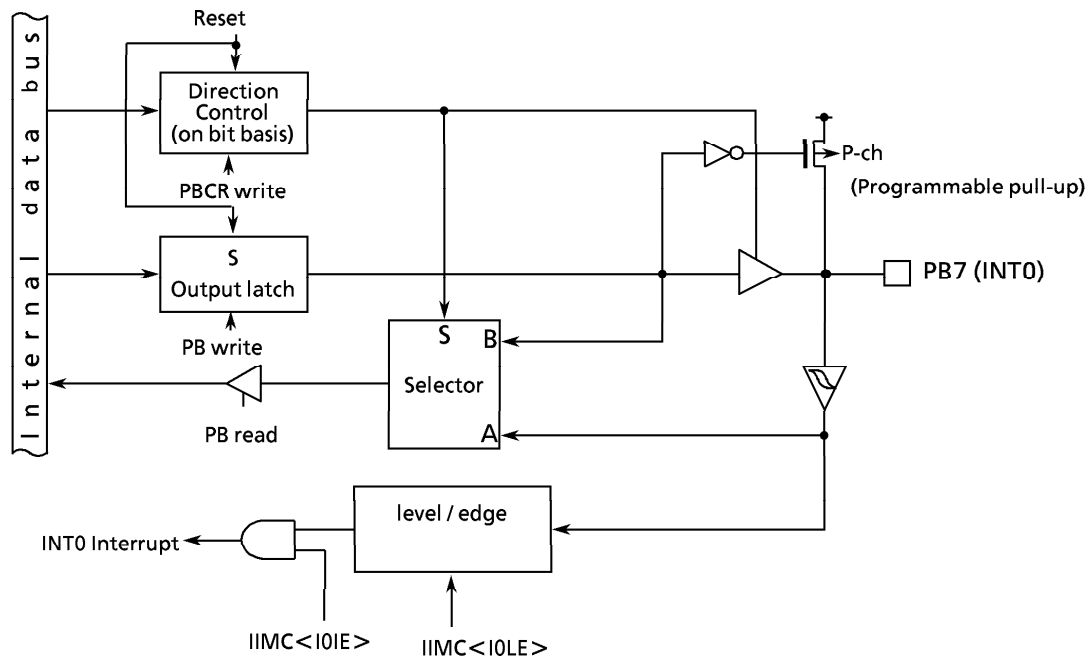 Internal data bus
Reset
Direction
Control
(on bit basis)
PBCR write
S
Output latch
PB write
PB read
S
B
Selector
A
P-ch
(Programmable pull-up)
PB7 (INT0)
level / edge
INT0 Interrupt
IIMC<I0IE>
IIMC<I0LE>